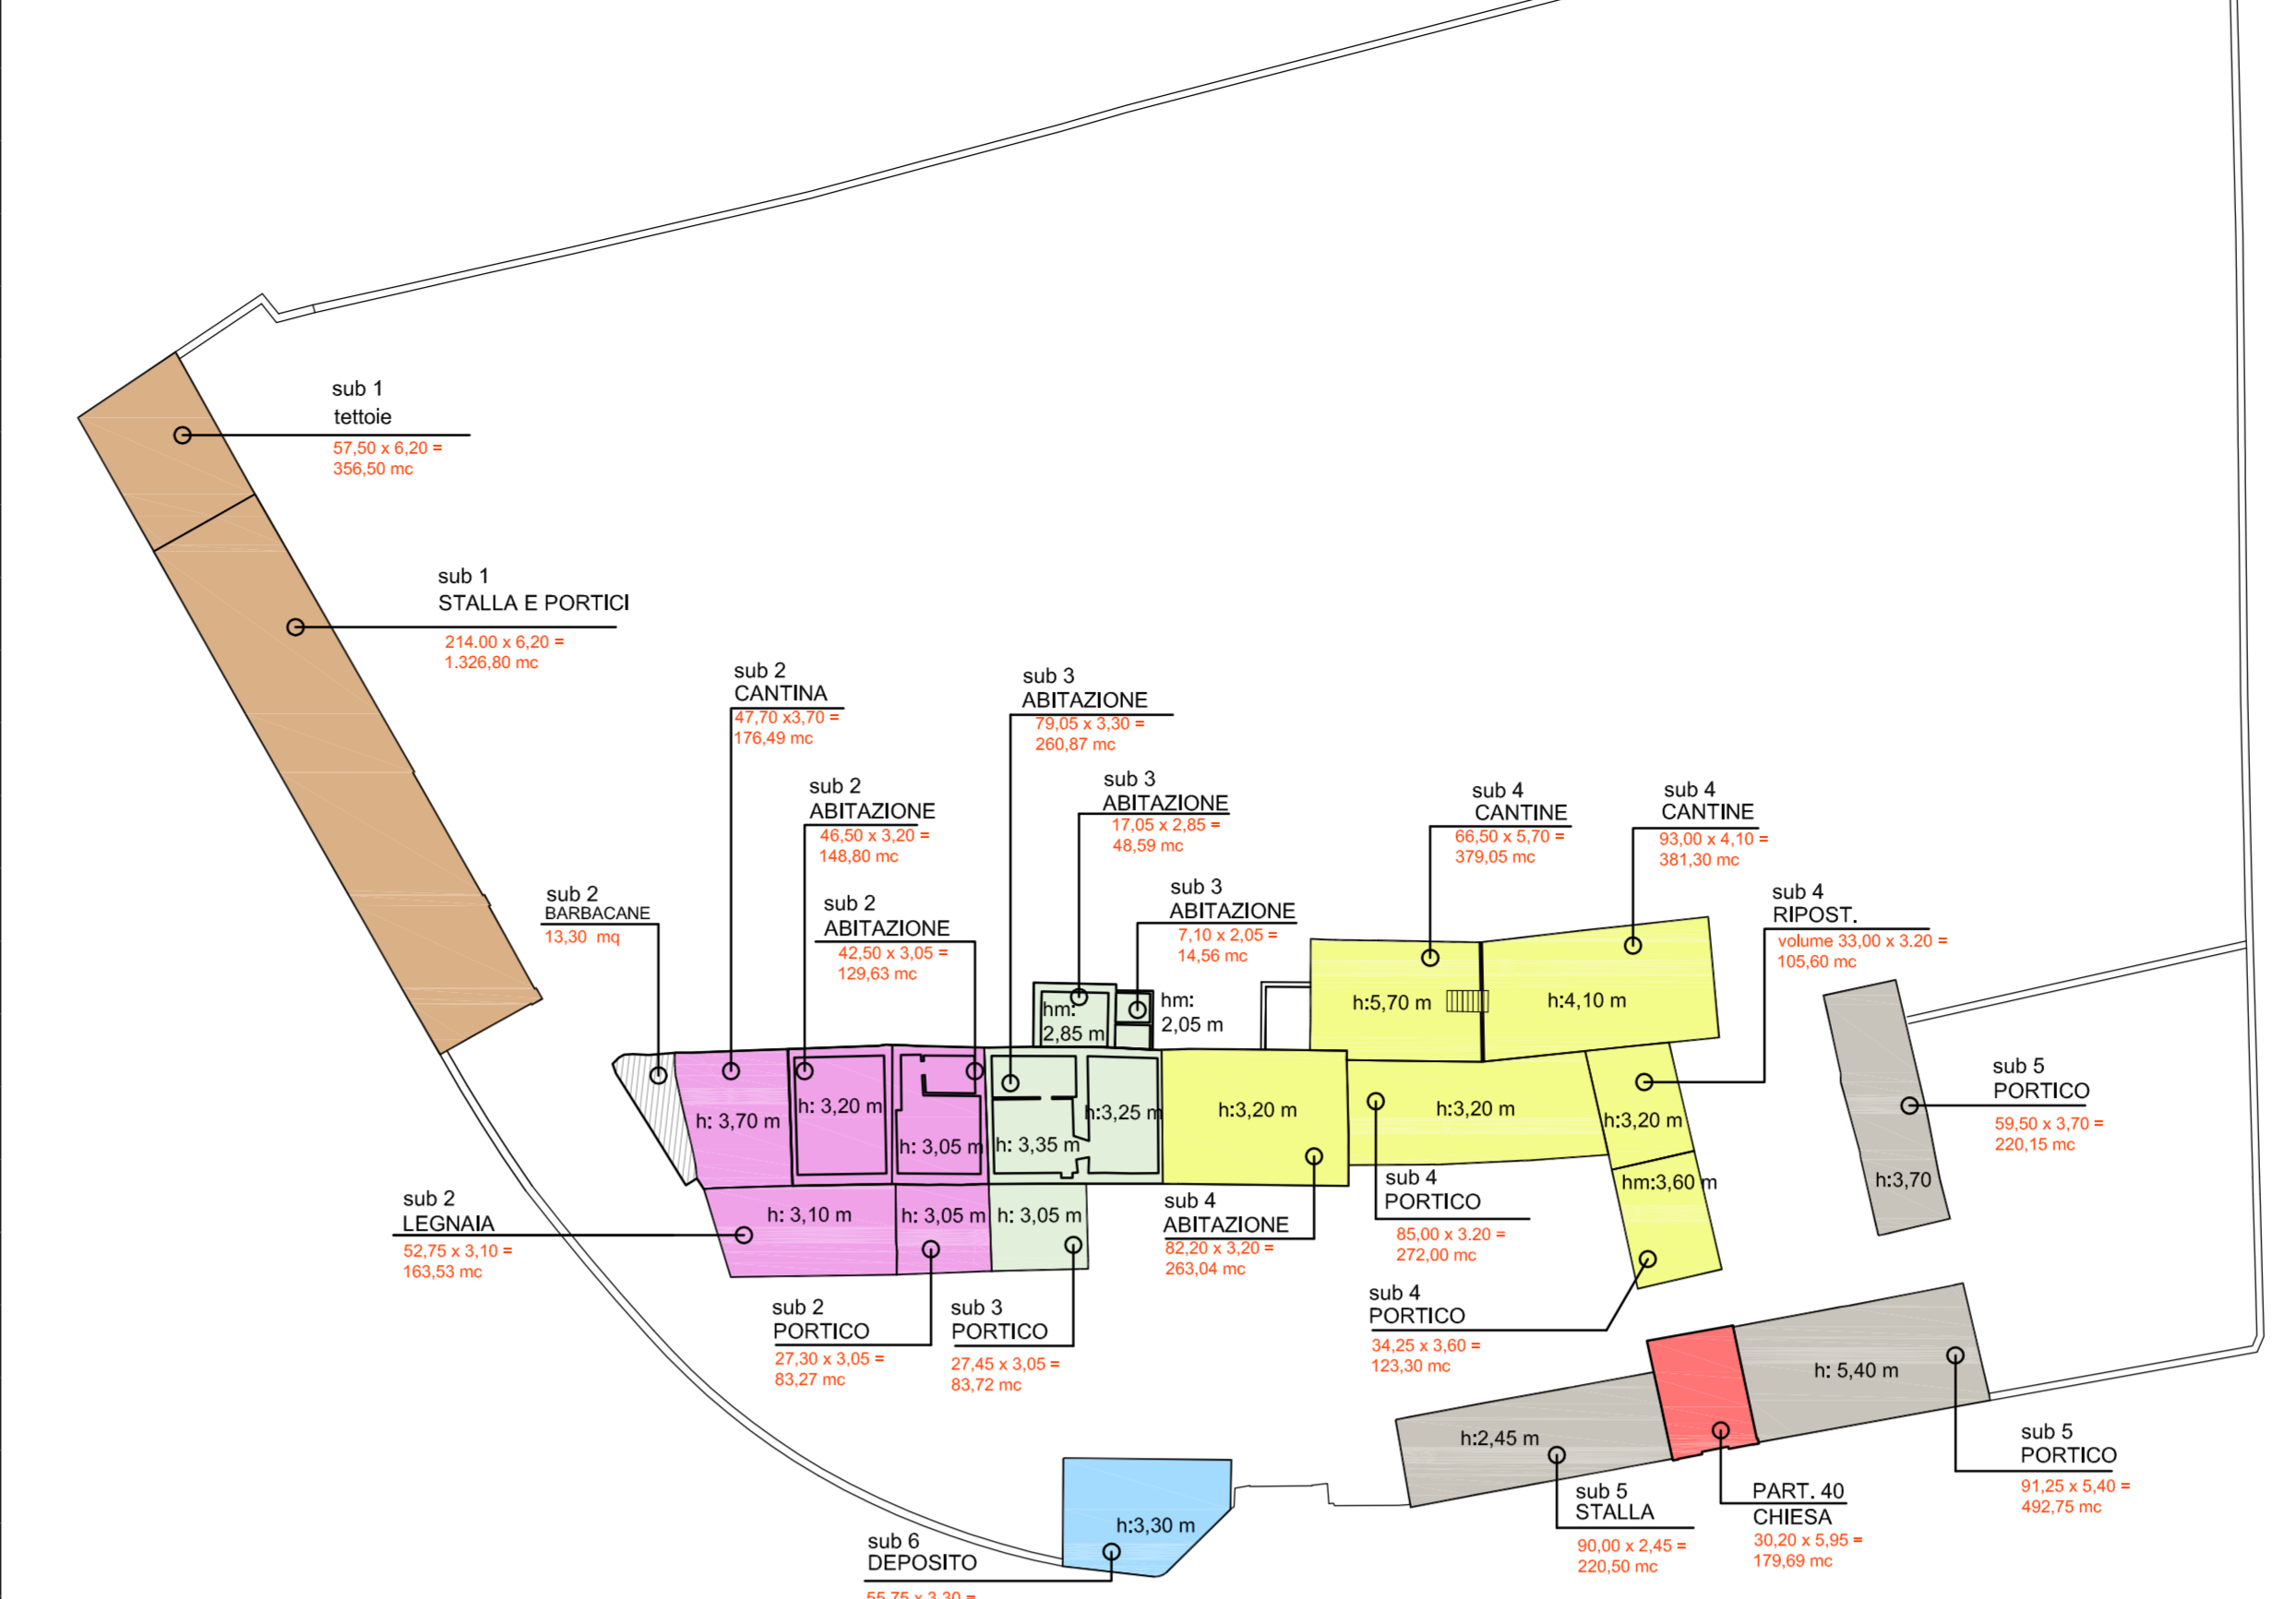 sub 1
tettoie
57,50 x 6,20 =
356,50 mc
sub 1
STALLA E PORTICI
214.00 x 6,20 =
1.326,80 mc
sub 2
CANTINA
47,70 x3,70 =
176,49 mc
sub 3
ABITAZIONE
79,05 x 3,30 =
260,87 mc
sub 2
ABITAZIONE
46,50 x 3,20 =
148,80 mc
sub 3
ABITAZIONE
17,05 x 2,85 =
48,59 mc
sub 4
CANTINE
66,50 x 5,70 =
379,05 mc
sub 4
CANTINE
93,00 x 4,10 =
381,30 mc
sub 2
BARBACANE
13,30 mq
sub 2
ABITAZIONE
42,50 x 3,05 =
129,63 mc
sub 3
ABITAZIONE
7,10 x 2,05 =
14,56 mc
sub 4
RIPOST.
volume 33,00 x 3.20 =
105,60 mc
hm:
2,85 m
hm:
2,05 m
h:5,70 m
h:4,10 m
h: 3,70 m
h: 3,20 m
h: 3,05 m
h: 3,35 m
h:3,25 m
h:3,20 m
h:3,20 m
h:3,20 m
hm:3,60 m
sub 5
PORTICO
59,50 x 3,70 =
220,15 mc
h:3,70
sub 2
LEGNAIA
52,75 x 3,10 =
163,53 mc
h: 3,10 m
h: 3,05 m
h: 3,05 m
sub 4
ABITAZIONE
82,20 x 3,20 =
263,04 mc
sub 4
PORTICO
85,00 x 3.20 =
272,00 mc
sub 2
PORTICO
27,30 x 3,05 =
83,27 mc
sub 3
PORTICO
27,45 x 3,05 =
83,72 mc
sub 4
PORTICO
34,25 x 3,60 =
123,30 mc
h: 5,40 m
h:2,45 m
sub 5
PORTICO
91,25 x 5,40 =
492,75 mc
sub 5
STALLA
90,00 x 2,45 =
220,50 mc
PART. 40
CHIESA
30,20 x 5,95 =
179,69 mc
h:3,30 m
sub 6
DEPOSITO
55,75 x 3,30 =